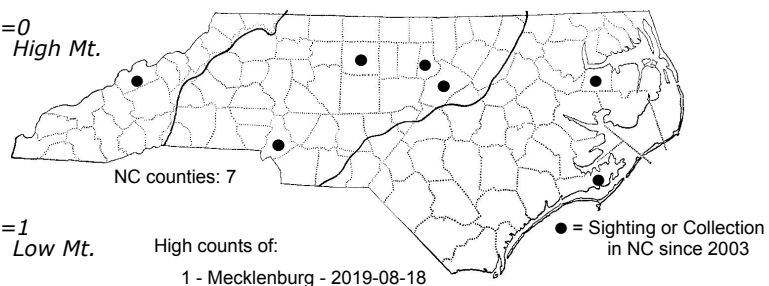 =0
High Mt.
NC counties: 7
=1
Low Mt.
High counts of:
1 - Mecklenburg - 2019-08-18
● = Sighting or Collection
in NC since 2003